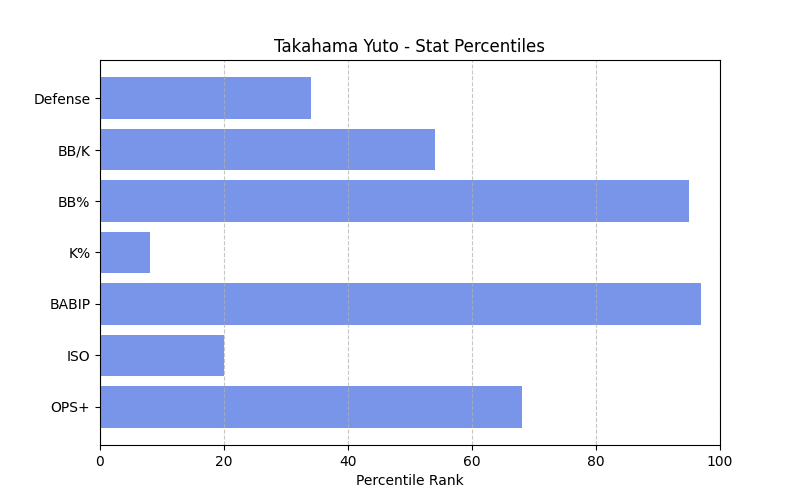 Takahama Yuto - Stat Percentiles
Defense
BB/K
BB%
K%
BABIP
ISO
OPS+
0 20 40 60 80 100
Percentile Rank